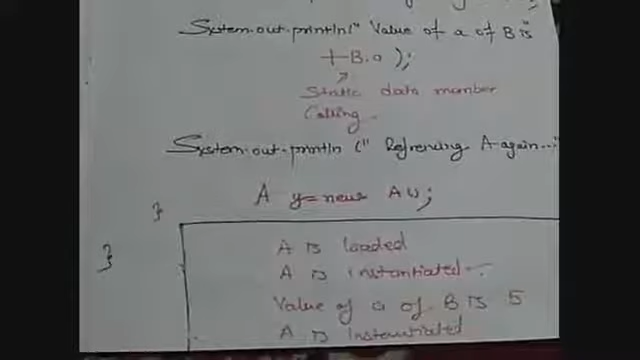 System.out.println(" Value of a of B is"
+B.a );
Static data member
Calling.
System.out.println (" Refrencing A again..."
A y=new A();
}
}
A is loaded
A is instantiated
Value of a of B is 5
A is instantiated